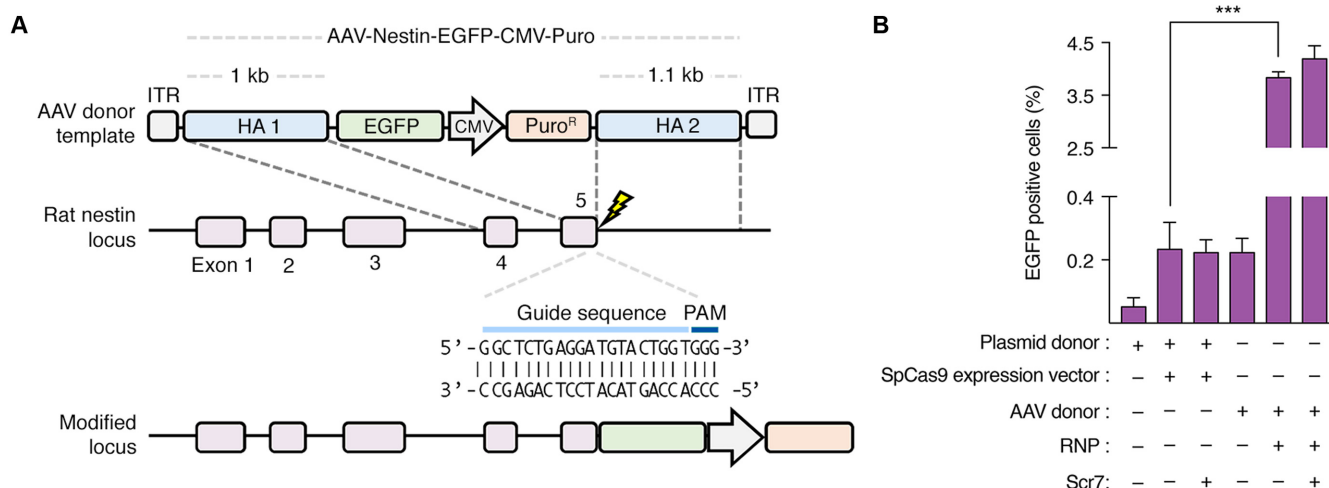 A
AAV-Nestin-EGFP-CMV-Puro
1 kb
1.1 kb
ITR
ITR
AAV donor
template
HA 1
EGFP
CMV
Puro^R
HA 2
5
Rat nestin
locus
Exon 1
2
3
4
Guide sequence
PAM
5’-GGCTCTGAGGATGTACTGGTGGG-3’
3’-CCGAGACTCCTACATGACCACCC -5’
Modified
locus
B
***
EGFP positive cells (%)
4.5
3.5
2.5
0.4
0.2
Plasmid donor : + + + – – –
SpCas9 expression vector : – + + – – –
AAV donor : – – – + + +
RNP : – – – – + +
Scr7: – – + – – +